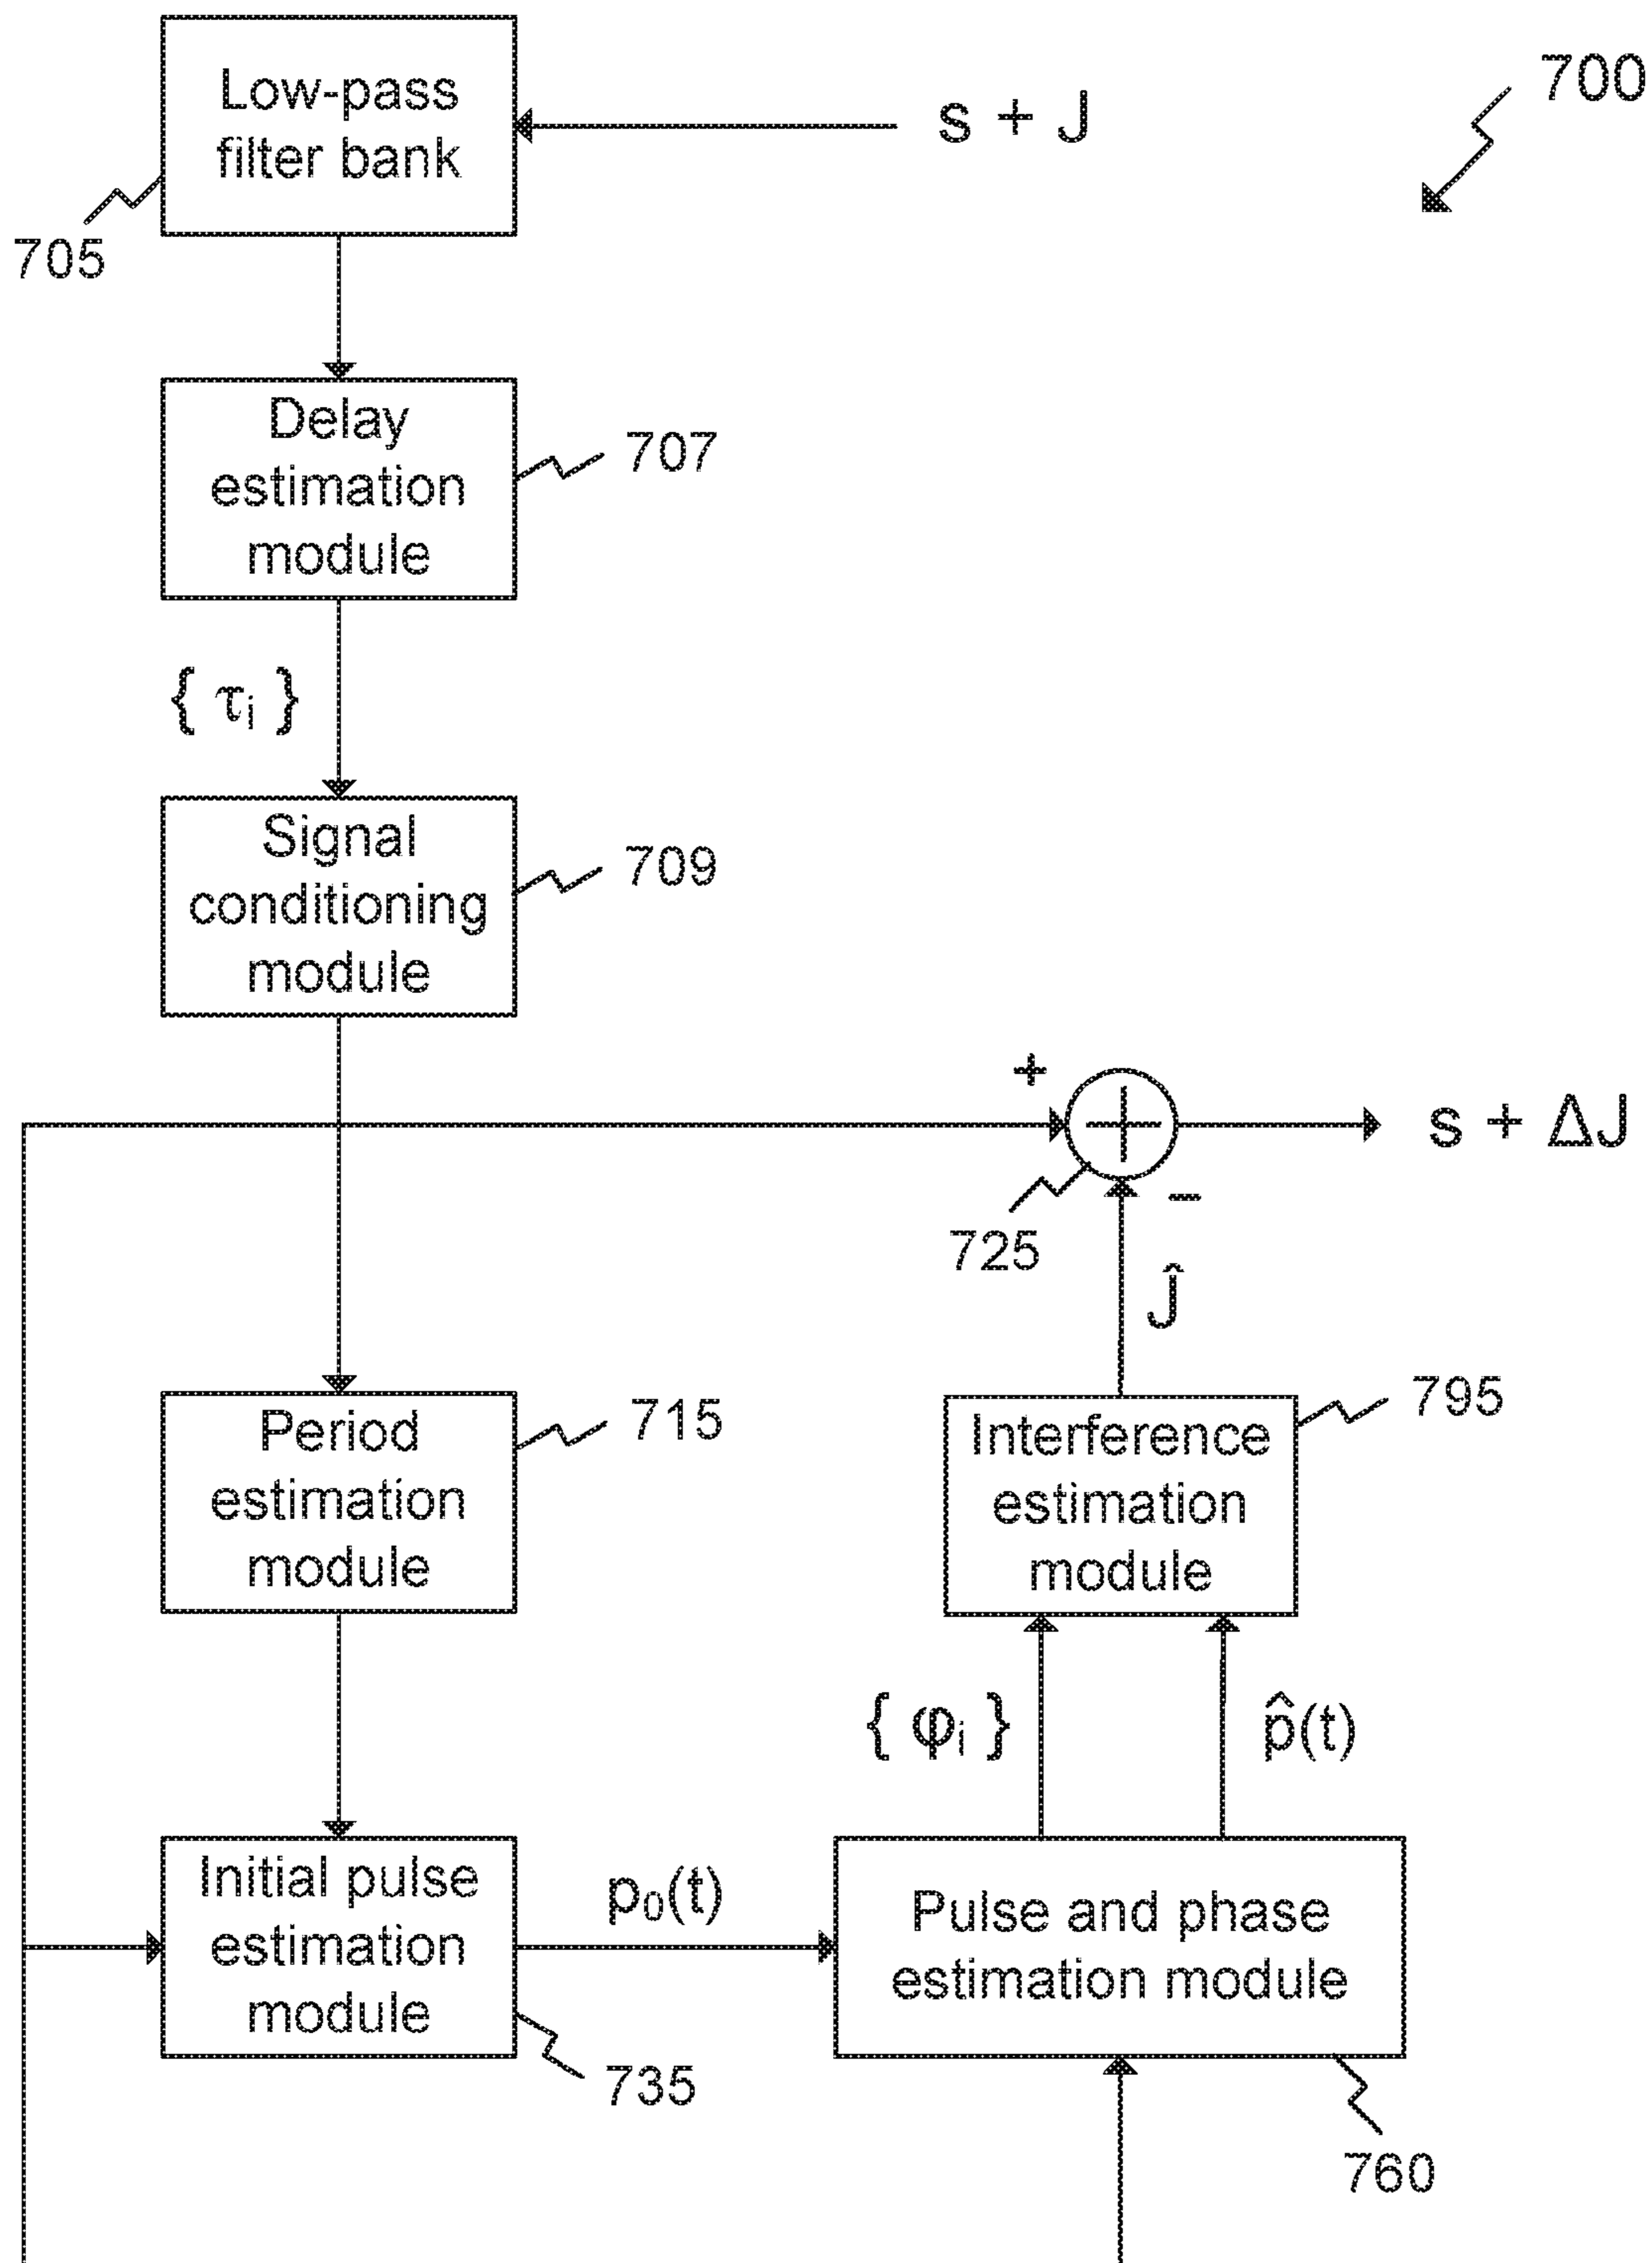 700
Low-pass
filter bank
s + J
705
Delay
estimation
module
707
{ τᵢ }
Signal
conditioning
module
709
+
s + ΔJ
725
−
Ĵ
Period
estimation
module
715
Interference
estimation
module
795
{ φᵢ }
p̂(t)
Initial pulse
estimation
module
p₀(t)
Pulse and phase
estimation module
735
760